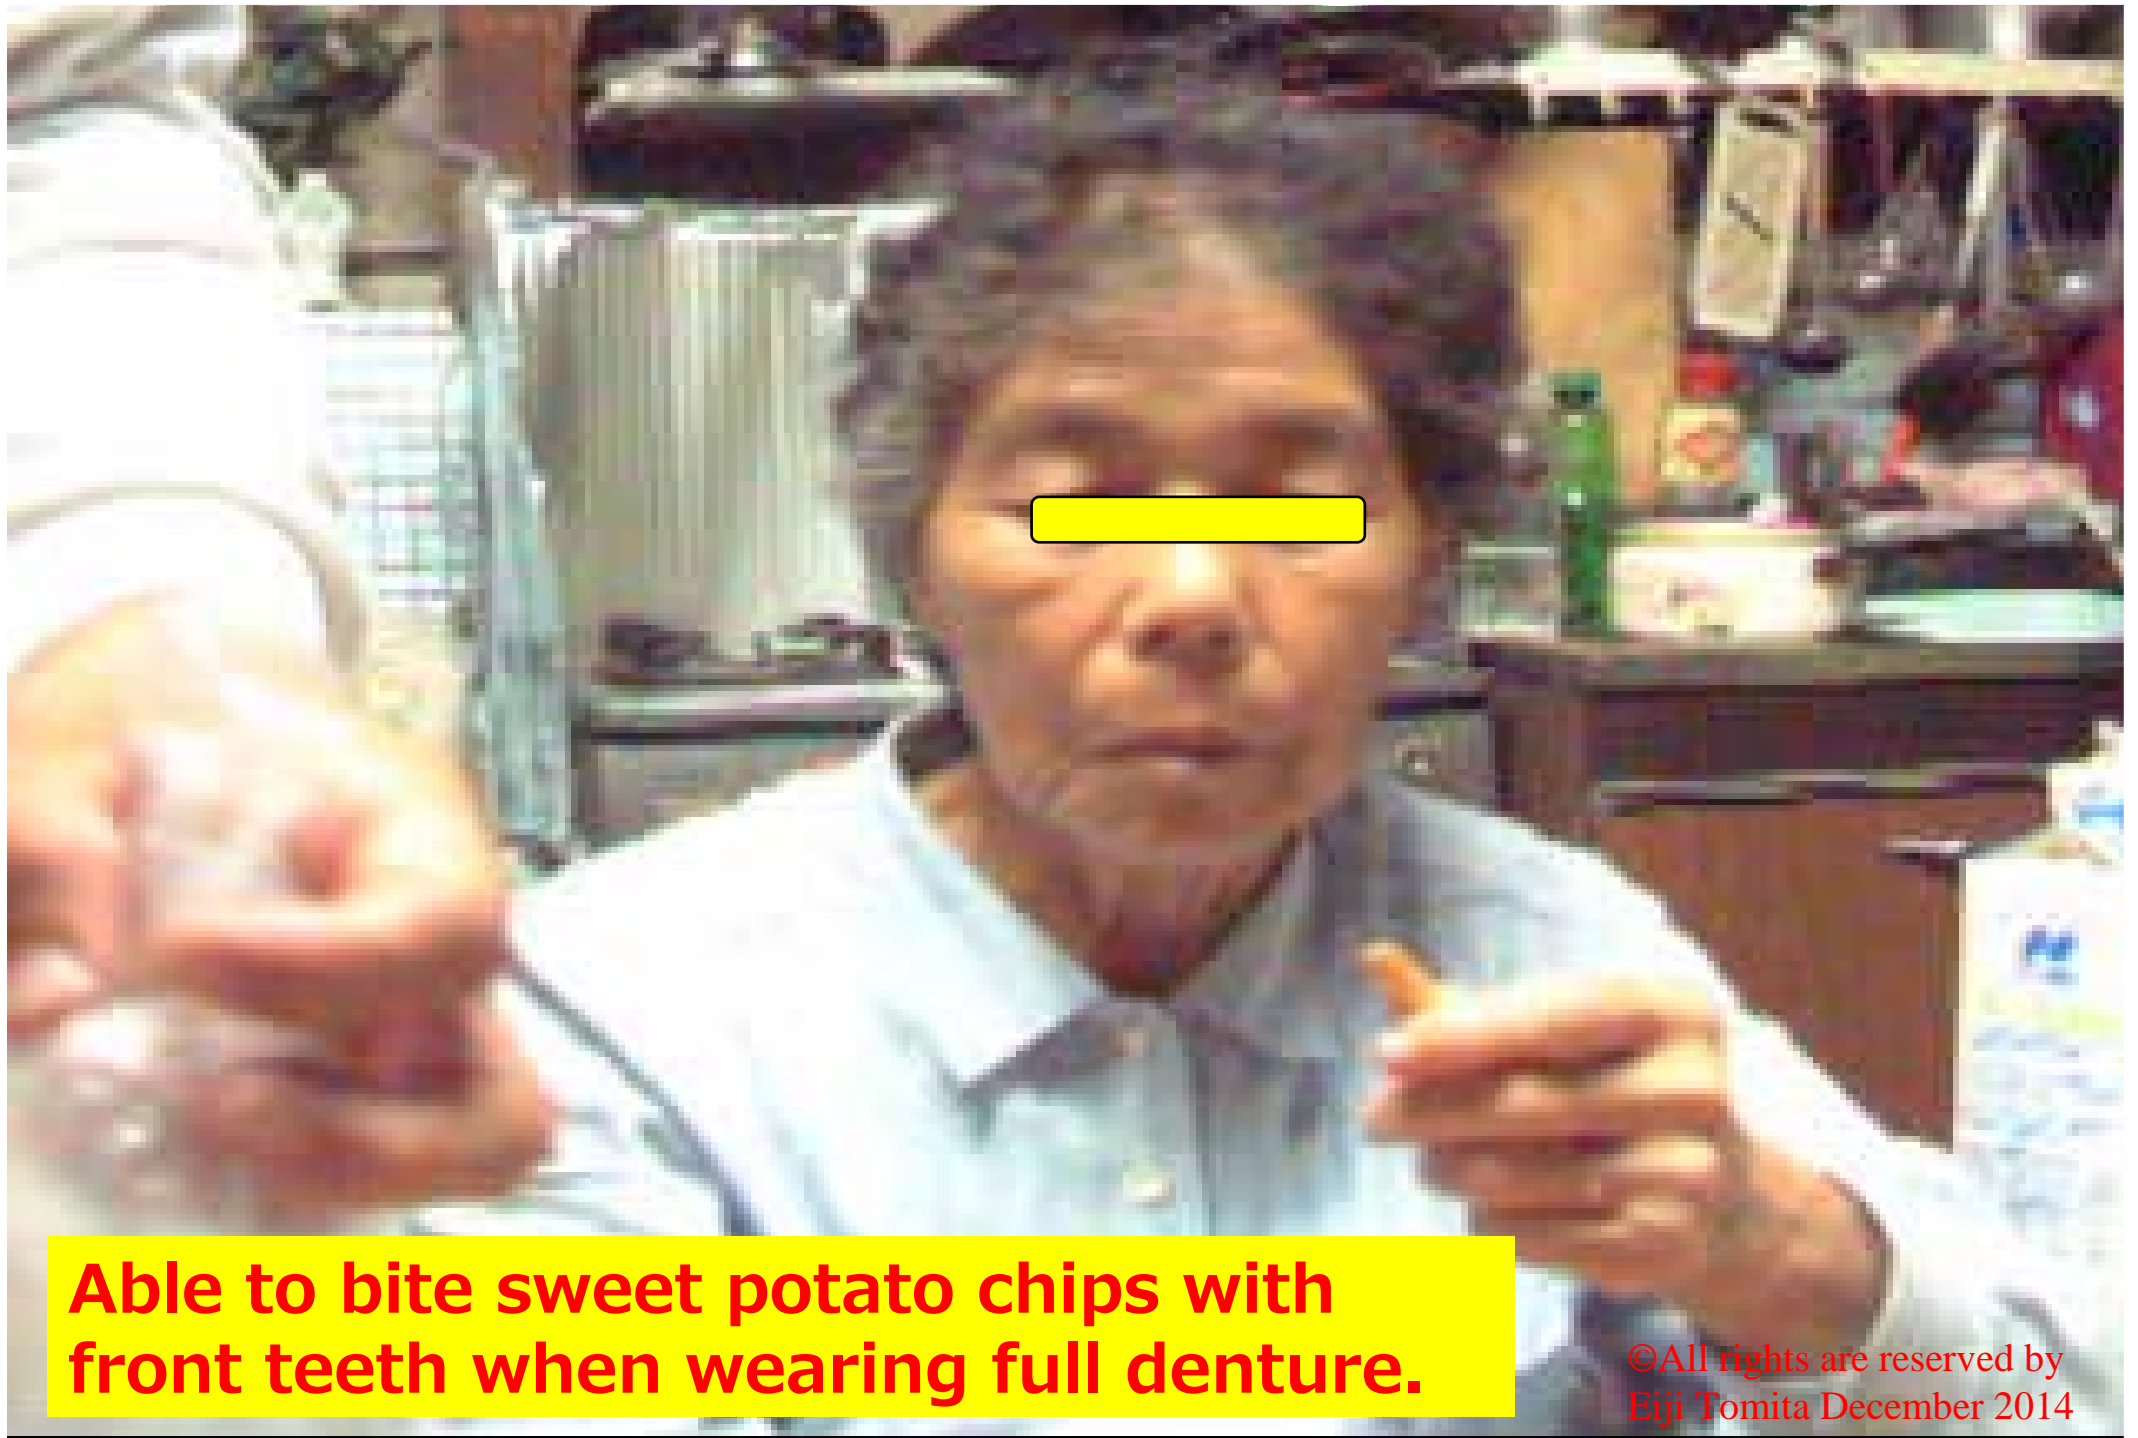 Able to bite sweet potato chips with
front teeth when wearing full denture.
©All rights are reserved by
Eiji Tomita December 2014